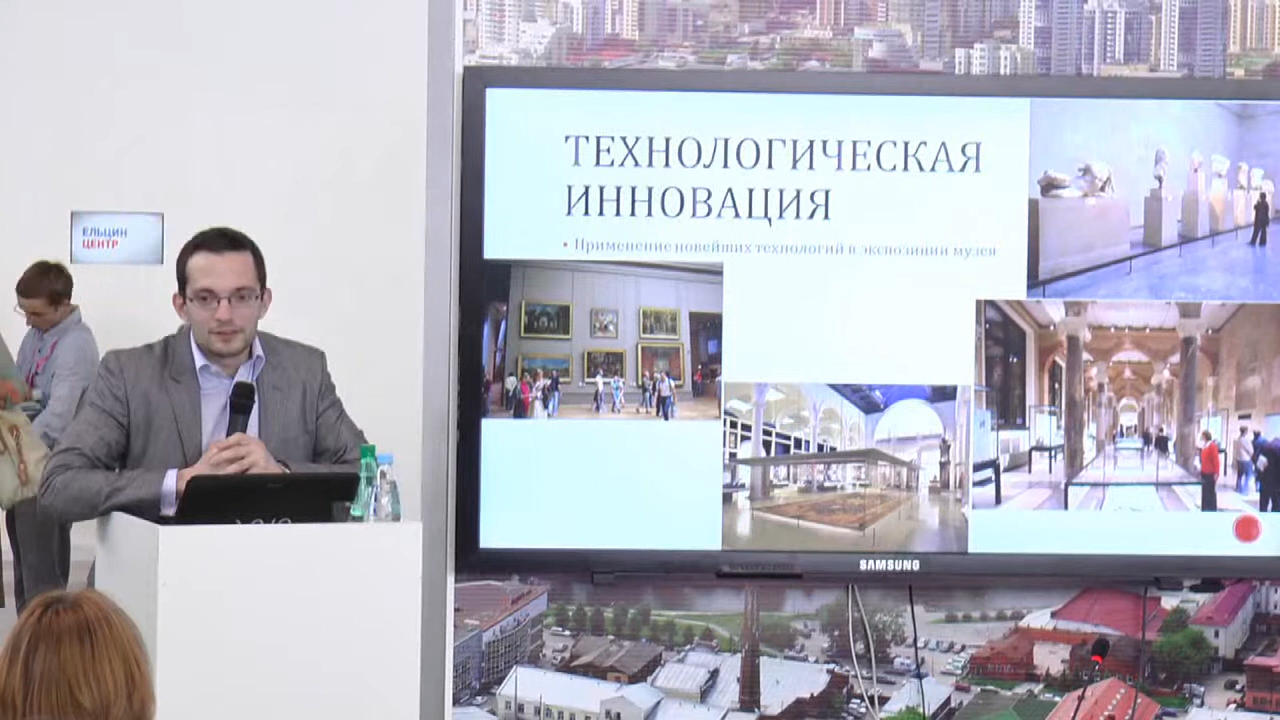 ТЕХНОЛОГИЧЕСКАЯ
ИННОВАЦИЯ
• Применение новейших технологий в экспозиции музея
ЕЛЬЦИН
ЦЕНТР
SAMSUNG